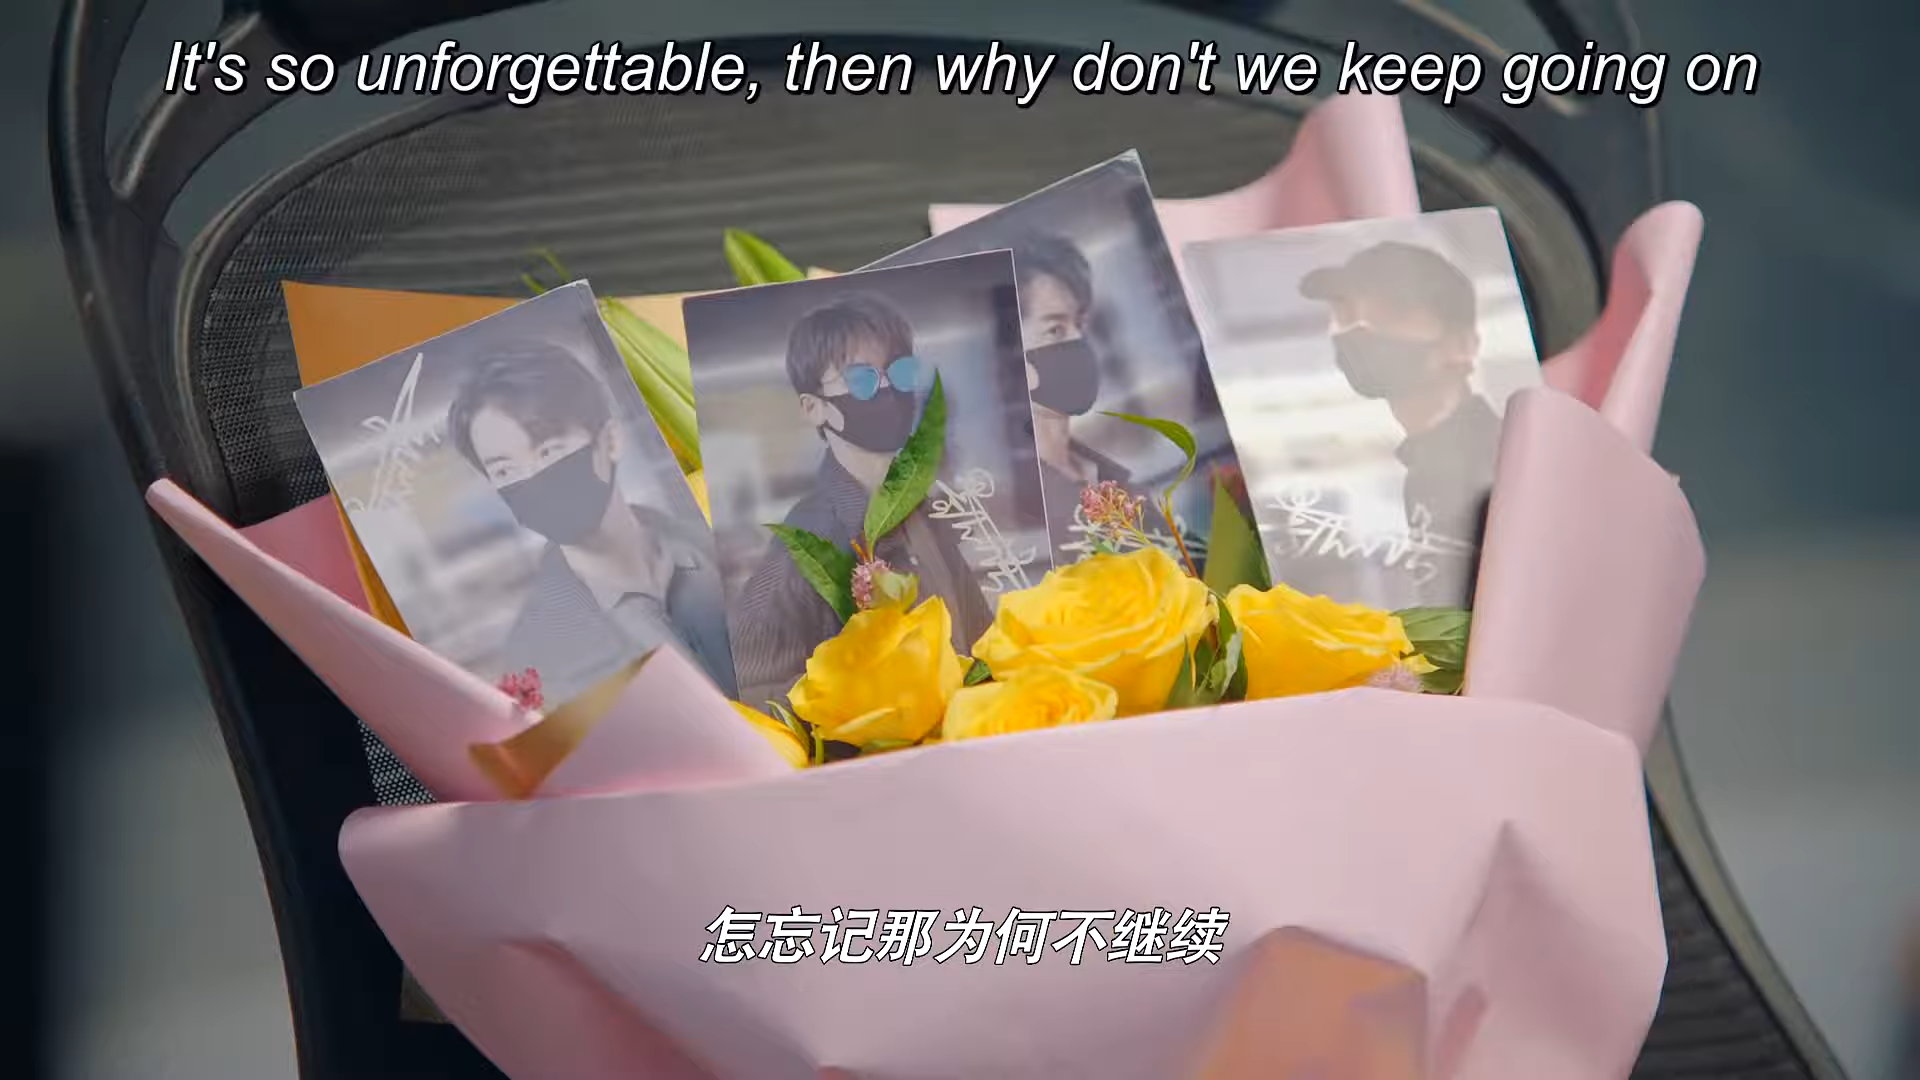 It's so unforgettable, then why don't we keep going on
怎忘记那为何不继续